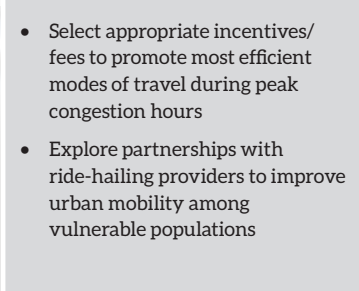 • Select appropriate incentives/
fees to promote most efficient
modes of travel during peak
congestion hours
• Explore partnerships with
ride-hailing providers to improve
urban mobility among
vulnerable populations